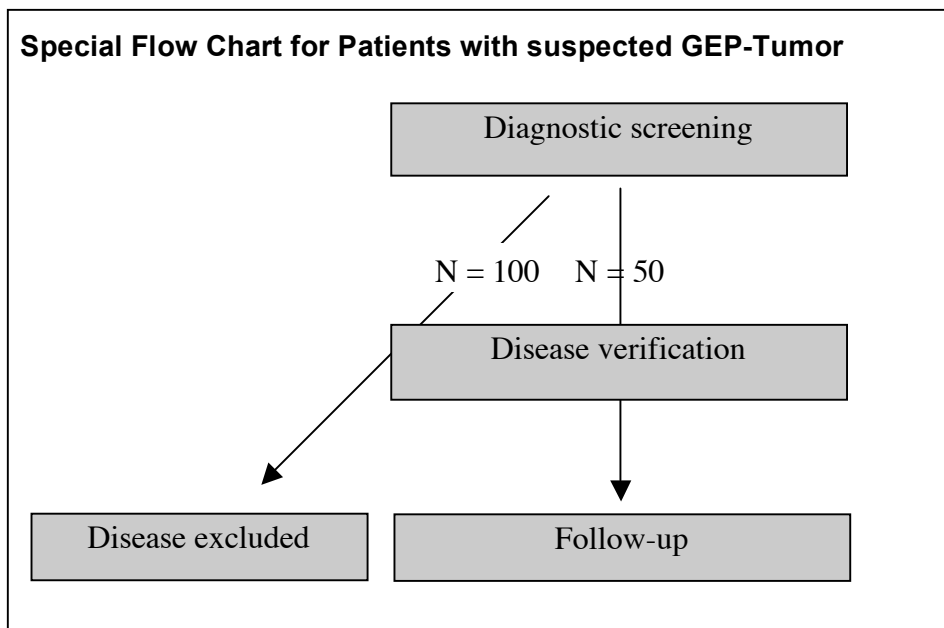 Special Flow Chart for Patients with suspected GEP-Tumor
Diagnostic screening
N = 100 N = 50
Disease verification
Disease excluded
Follow-up